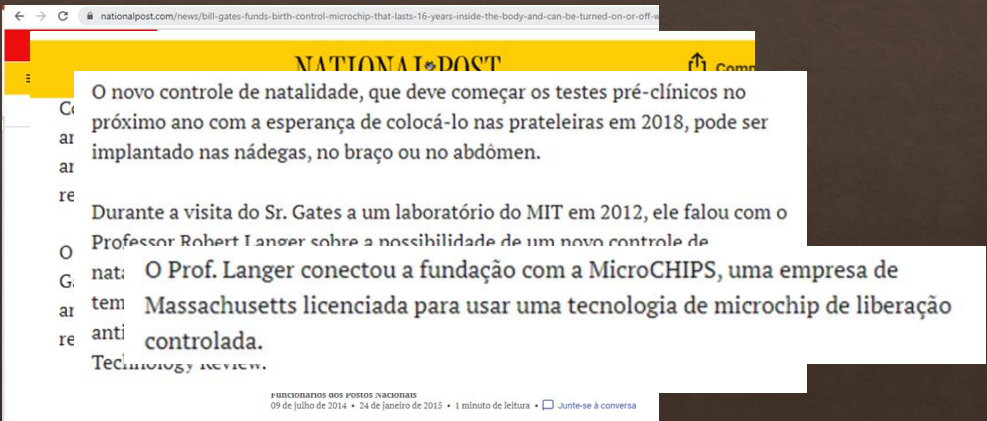 nationalpost.com/news/bill-gates-funds-birth-control-microchip-that-lasts-16-years-inside-the-body-and-can-be-turned-on-or-off-w
NATIONAL POST
O novo controle de natalidade, que deve começar os testes pré-clínicos no
próximo ano com a esperança de colocá-lo nas prateleiras em 2018, pode ser
implantado nas nádegas, no braço ou no abdômen.
Durante a visita do Sr. Gates a um laboratório do MIT em 2012, ele falou com o
Professor Robert Langer sobre a possibilidade de um novo controle de
O Prof. Langer conectou a fundação com a MicroCHIPS, uma empresa de
Massachusetts licenciada para usar uma tecnologia de microchip de liberação
controlada.
Technology Review.
Funcionários dos Postos Nacionais
09 de julho de 2014 • 24 de janeiro de 2015 • 1 minuto de leitura • Junte-se à conversa